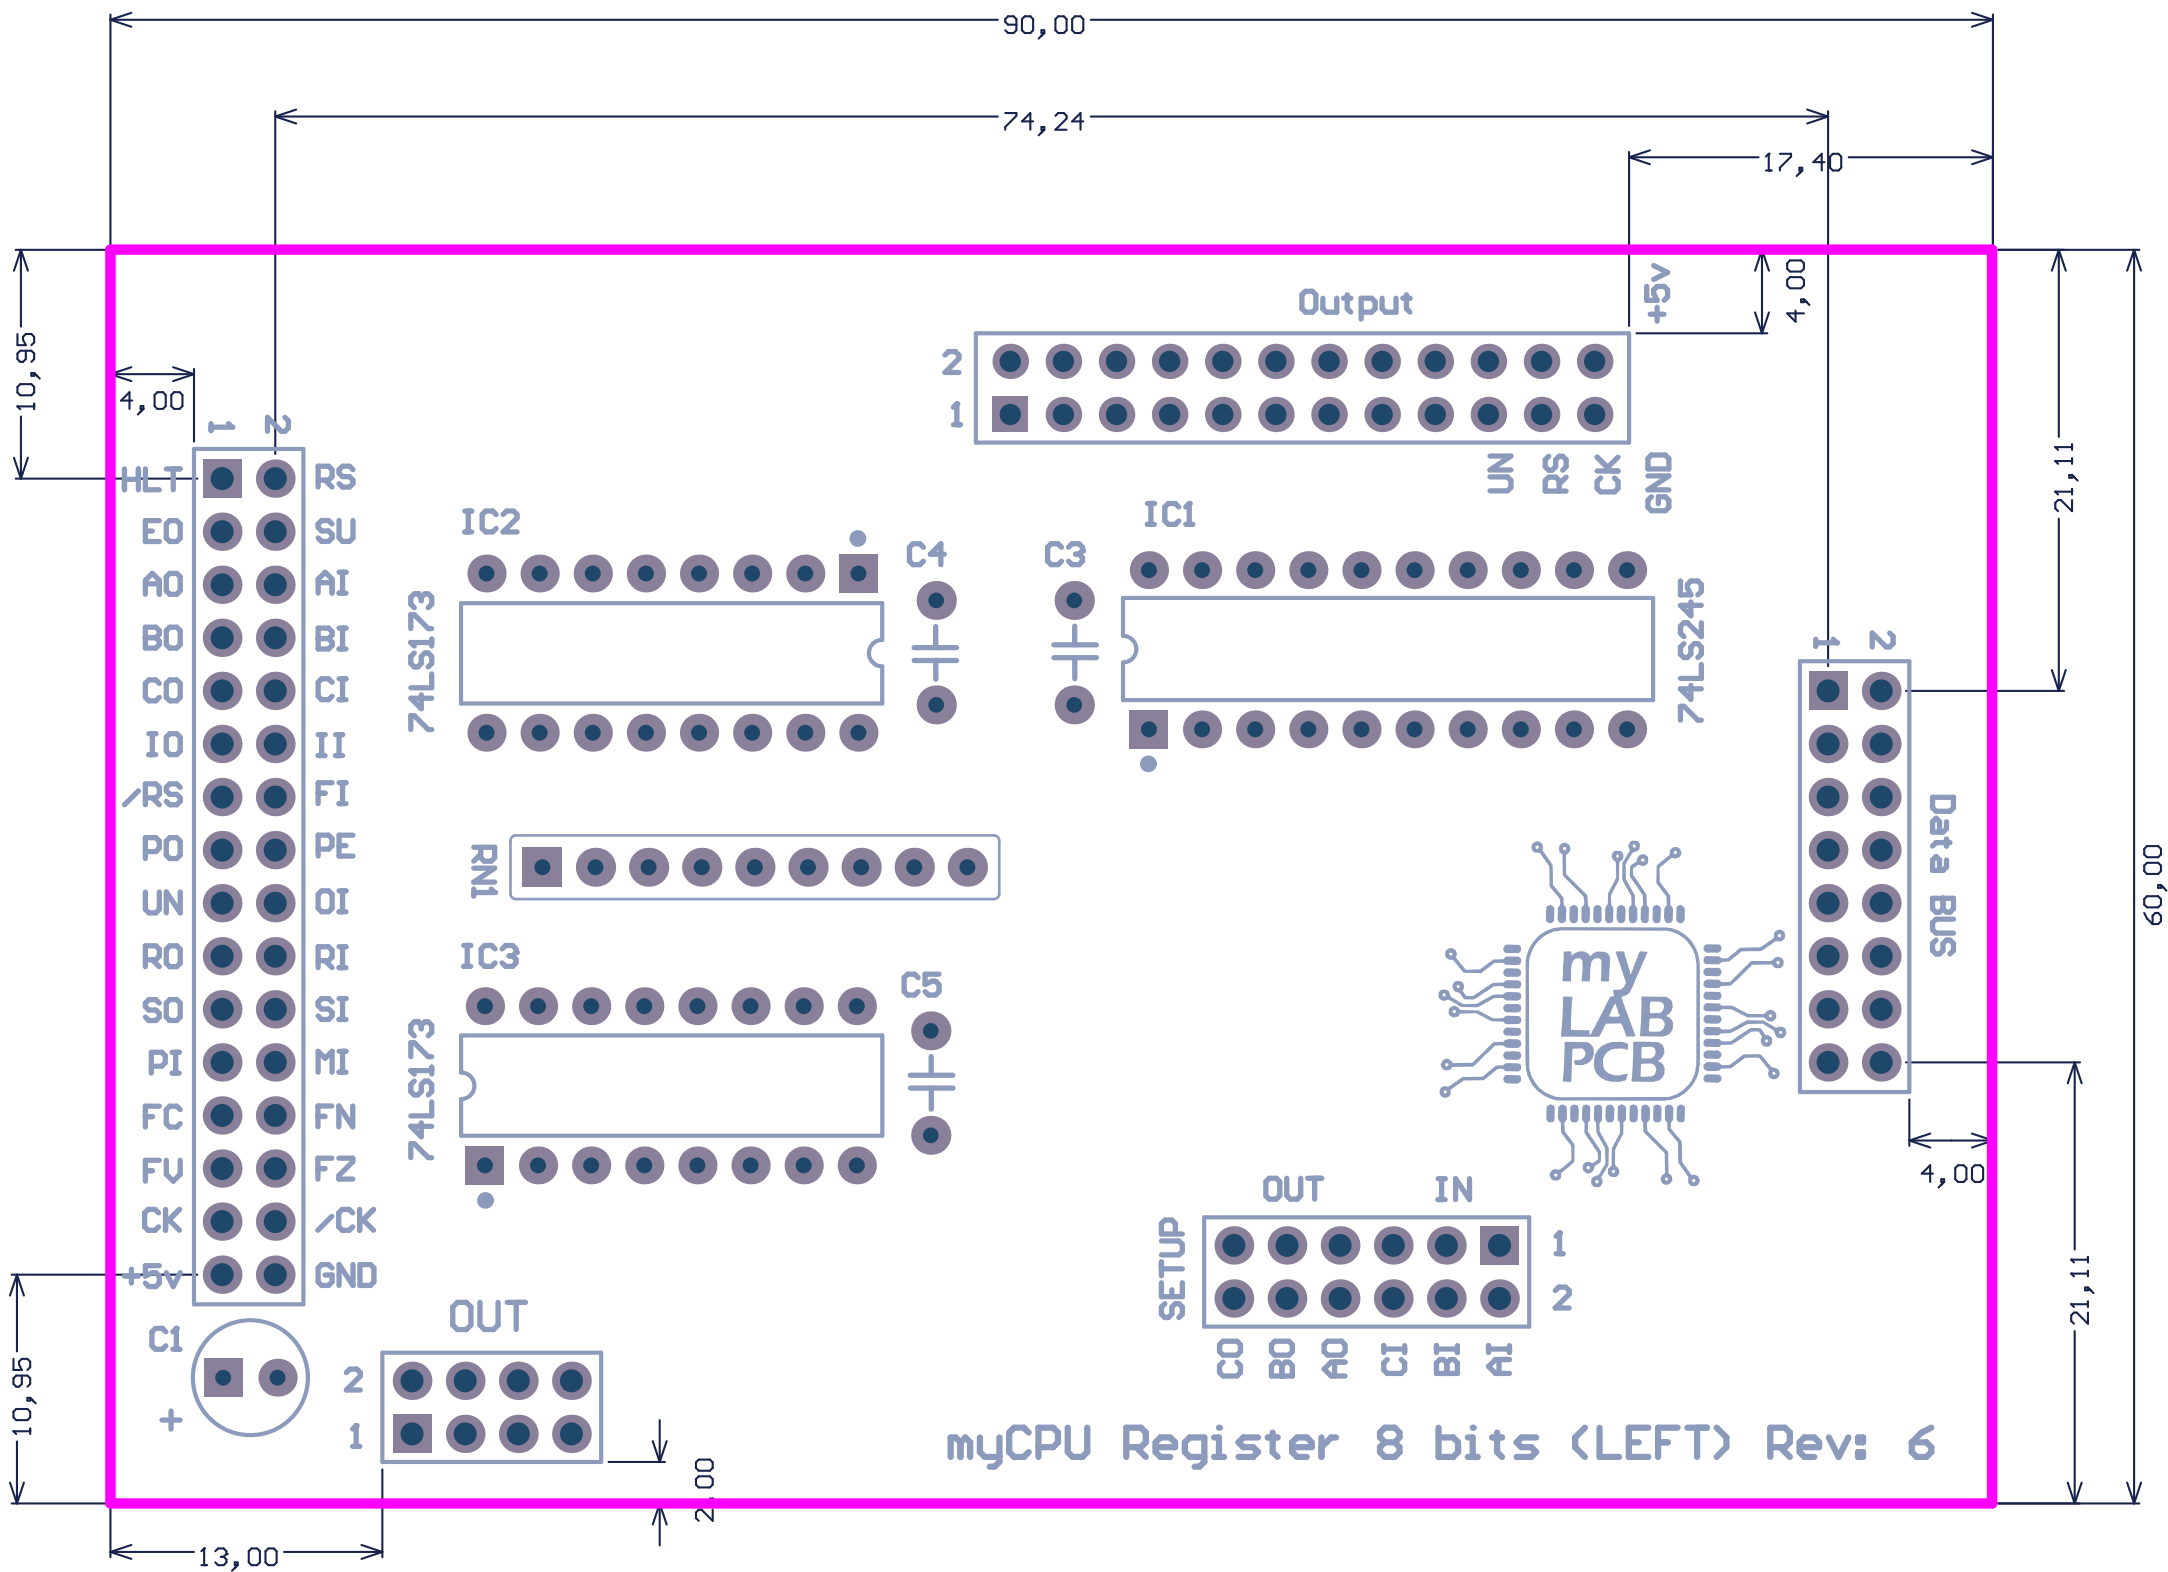 90,00
74,24
17,40
4,00
+5v
Output
10,95
4,00
2
1
1 2
HLT RS
UN RS CK GND
21,11
IC2
IC1
EO SU
C4
C3
AO AI
74LS173
74LS245
BO BI
1 2
CO CI
IO II
/RS FI
Data BUS
PO PE
RN1
60,00
UN OI
RO RI
IC3
my
LAB
PCB
C5
SO SI
74LS173
PI MI
FC FN
FV FZ
4,00
OUT IN
CK /CK
SETUP
1
2
+5v GND
21,11
OUT
C1
CO BO AO CI BI AI
2
1
+
10,95
myCPU Register 8 bits (LEFT) Rev: 6
2,00
13,00